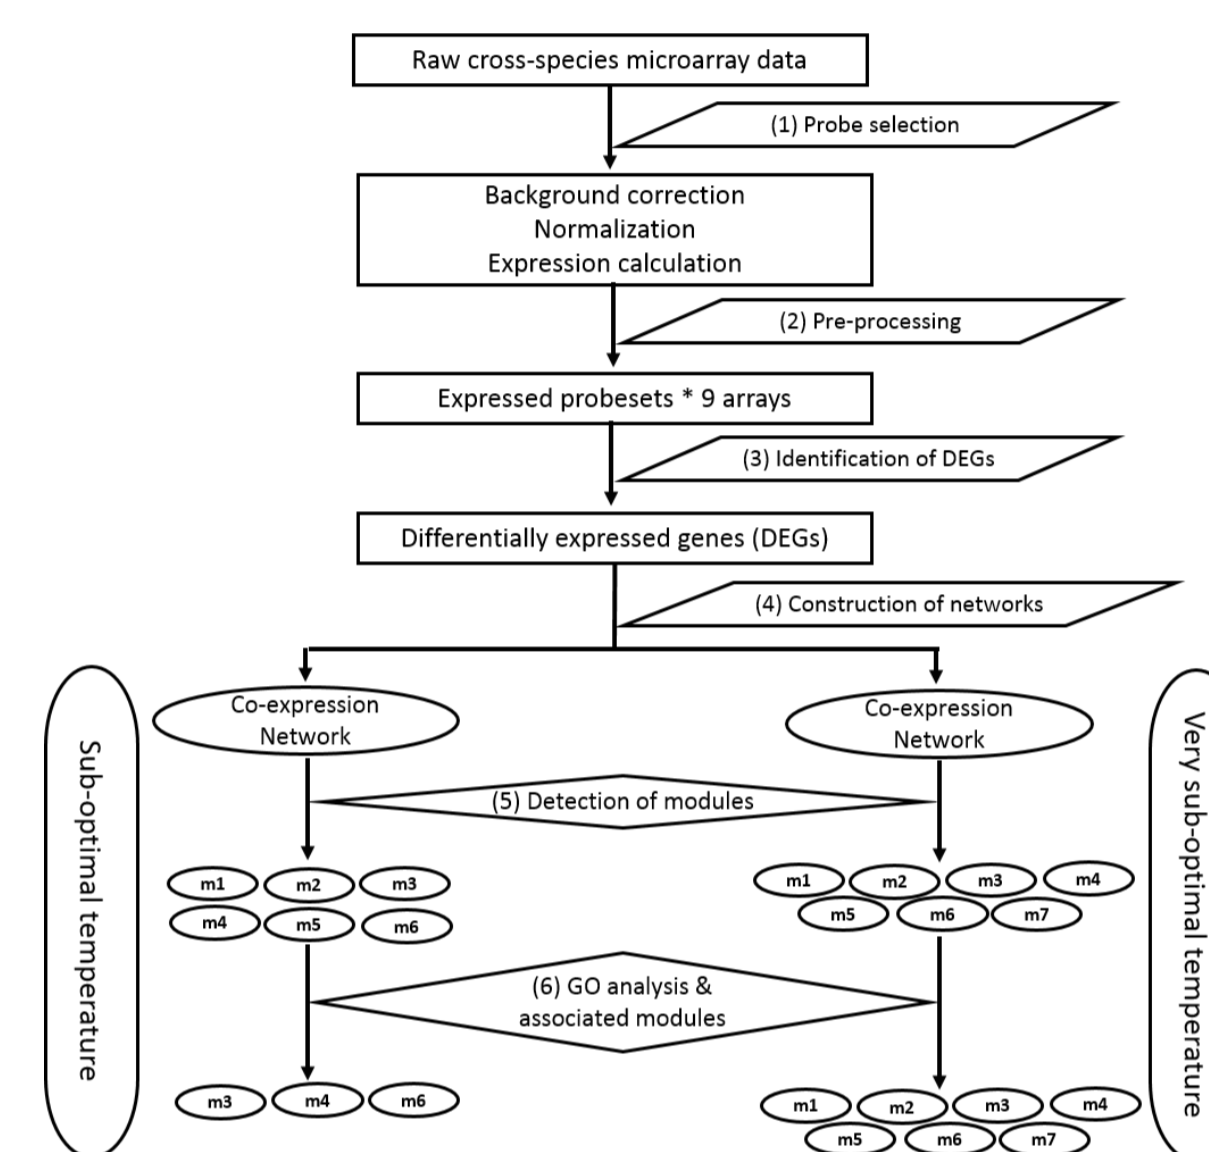 Raw cross-species microarray data
(1) Probe selection
Background correction
Normalization
Expression calculation
(2) Pre-processing
Expressed probesets * 9 arrays
(3) Identification of DEGs
Differentially expressed genes (DEGs)
(4) Construction of networks
Sub-optimal temperature
Co-expression
Network
Co-expression
Network
Very sub-optimal temperature
(5) Detection of modules
m1 m2 m3
m4 m5 m6
m1 m2 m3 m4
m5 m6 m7
(6) GO analysis &
associated modules
m3 m4 m6
m1 m2 m3 m4
m5 m6 m7